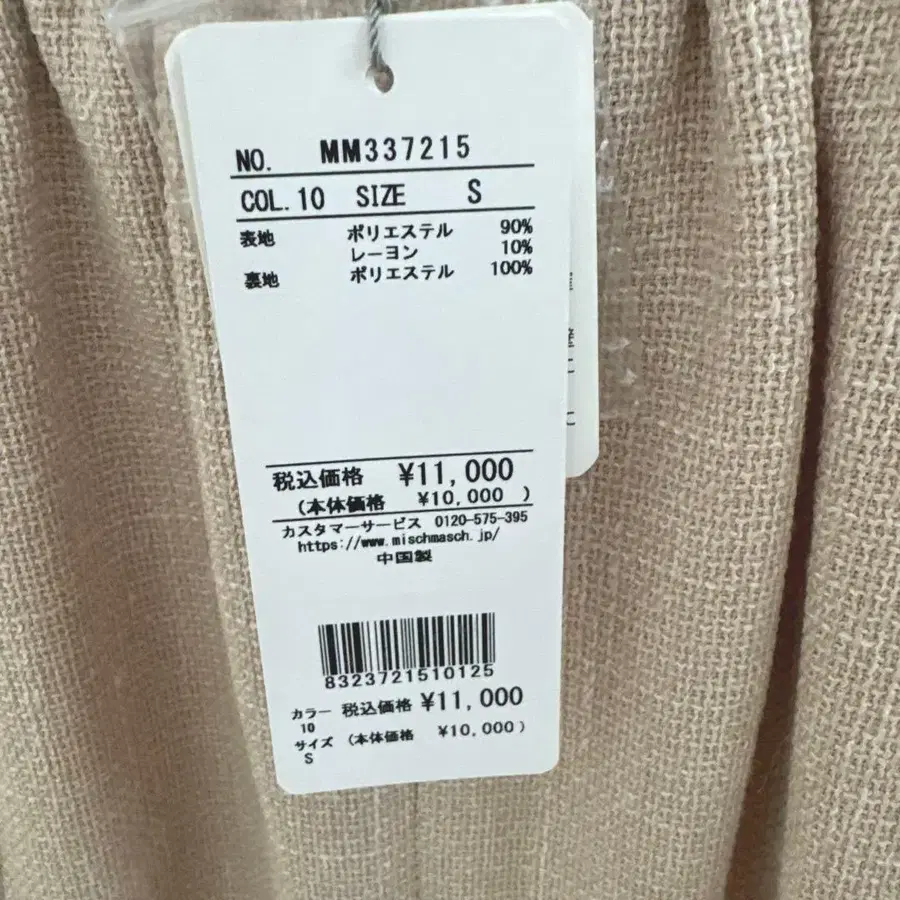 NO. MM337215
COL.10 SIZE S
表地 ポリエステル 90%
レーヨン 10%
裏地 ポリエステル 100%
税込価格 ¥11,000
(本体価格 ¥10,000 )
カスタマーサービス 0120-575-395
https://www.mischmasch.jp/
中国製
8323721510125
カラー 税込価格 ¥11,000
10
サイズ (本体価格 ¥10,000)
S